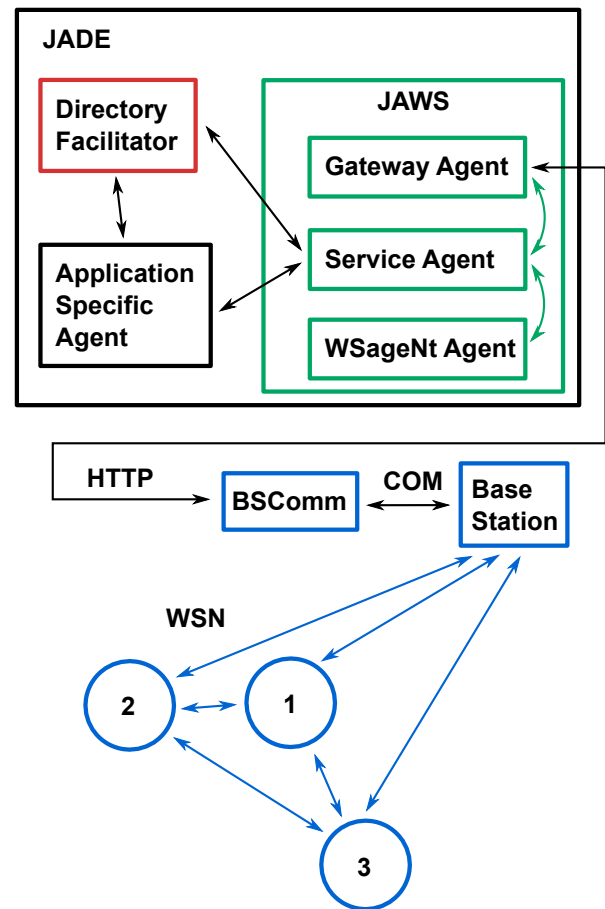 JADE
Directory
Facilitator
JAWS
Gateway Agent
Application
Specific
Agent
Service Agent
WSageNt Agent
HTTP
BSComm
COM
Base
Station
WSN
2
1
3